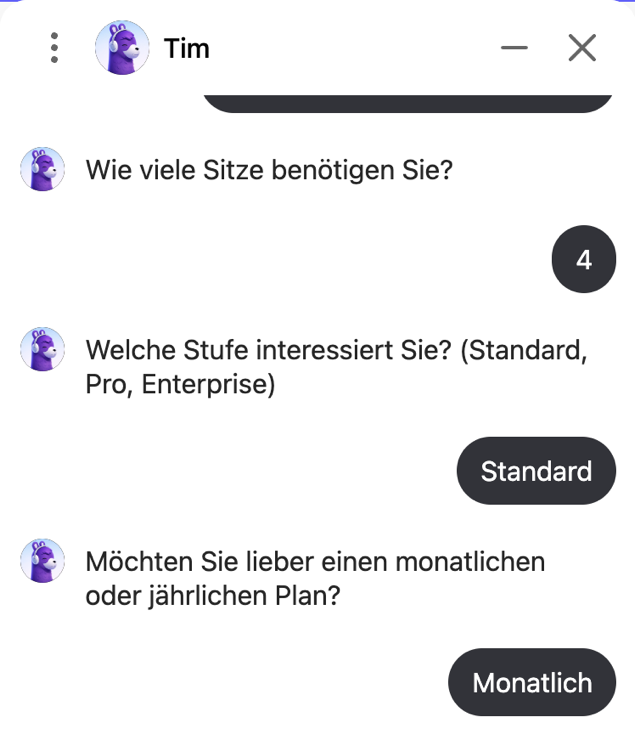 Tim
Wie viele Sitze benötigen Sie?
4
Welche Stufe interessiert Sie? (Standard,
Pro, Enterprise)
Standard
Möchten Sie lieber einen monatlichen
oder jährlichen Plan?
Monatlich